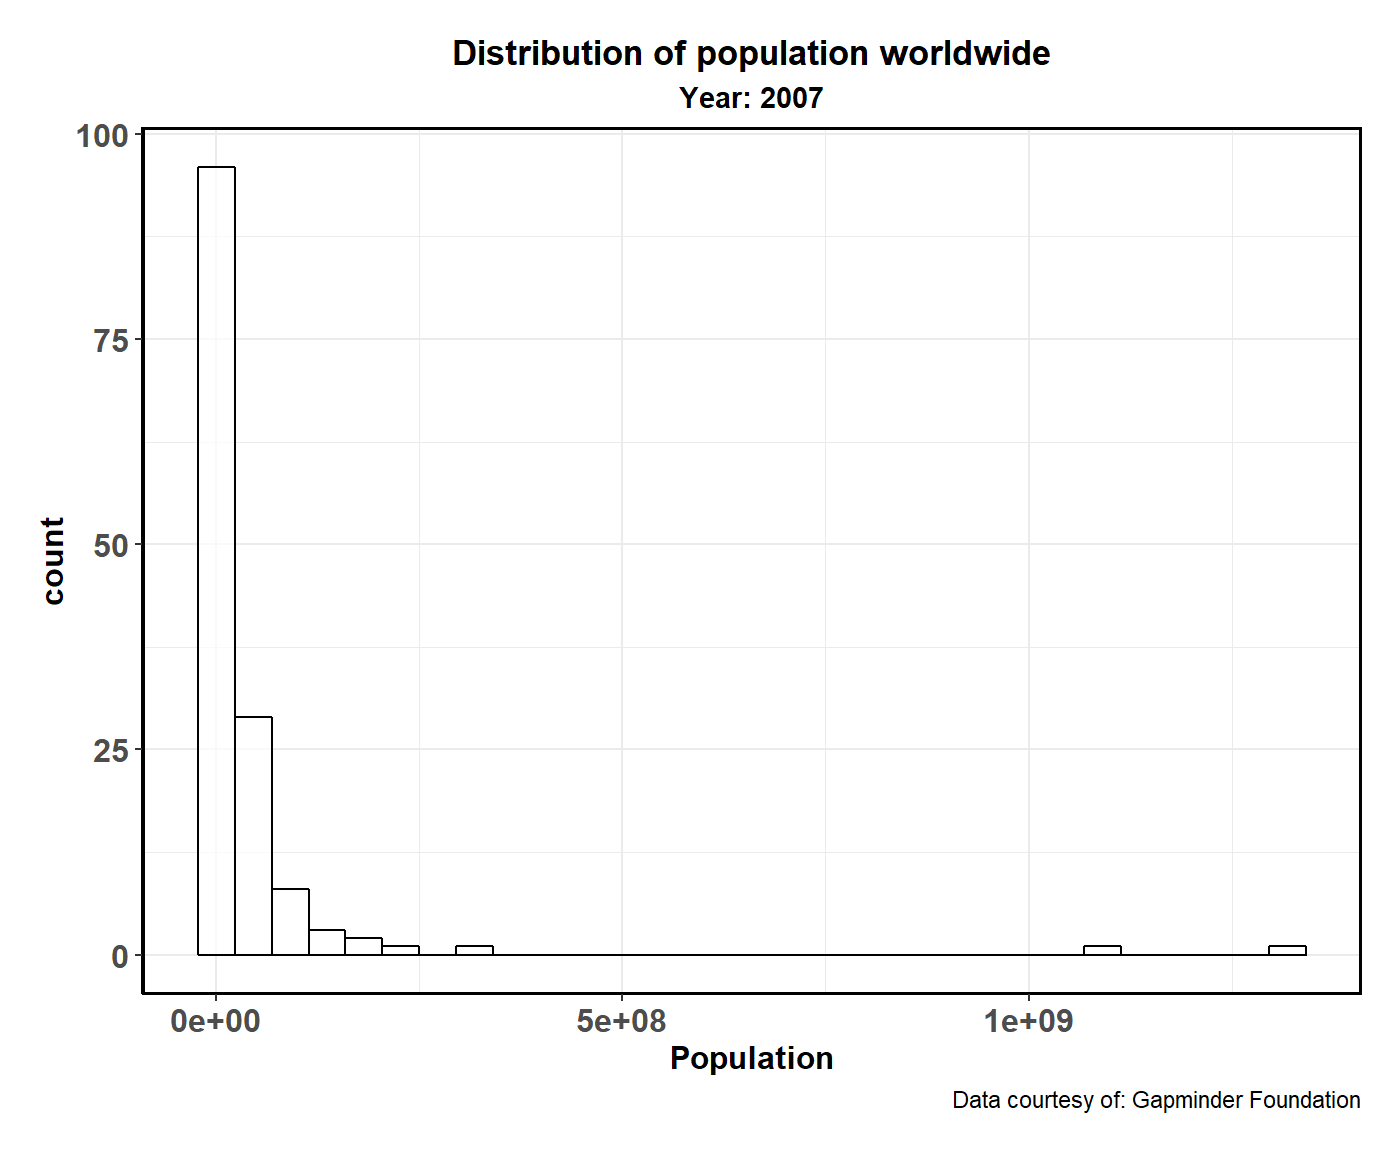 Distribution of population worldwide
Year: 2007
100
75
50
25
0
count
0e+00 5e+08 1e+09
Population
Data courtesy of: Gapminder Foundation